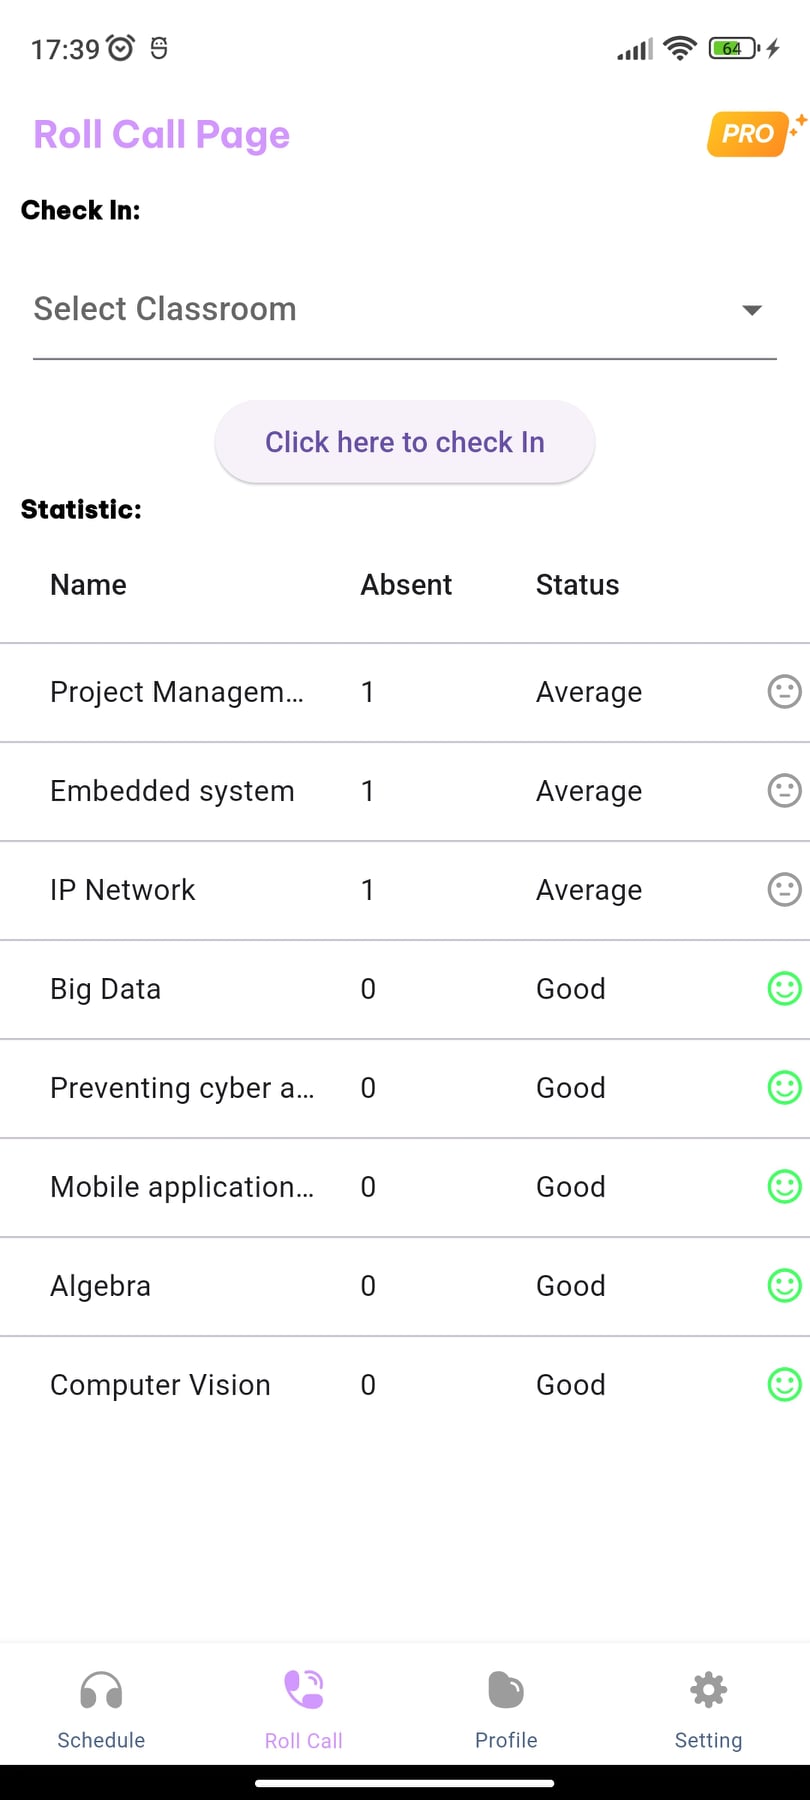 17:39 64
Roll Call Page PRO
Check In:
Select Classroom
Click here to check In
Statistic:
Name Absent Status
Project Managem... 1 Average
Embedded system 1 Average
IP Network 1 Average
Big Data 0 Good
Preventing cyber a... 0 Good
Mobile application... 0 Good
Algebra 0 Good
Computer Vision 0 Good
Schedule Roll Call Profile Setting